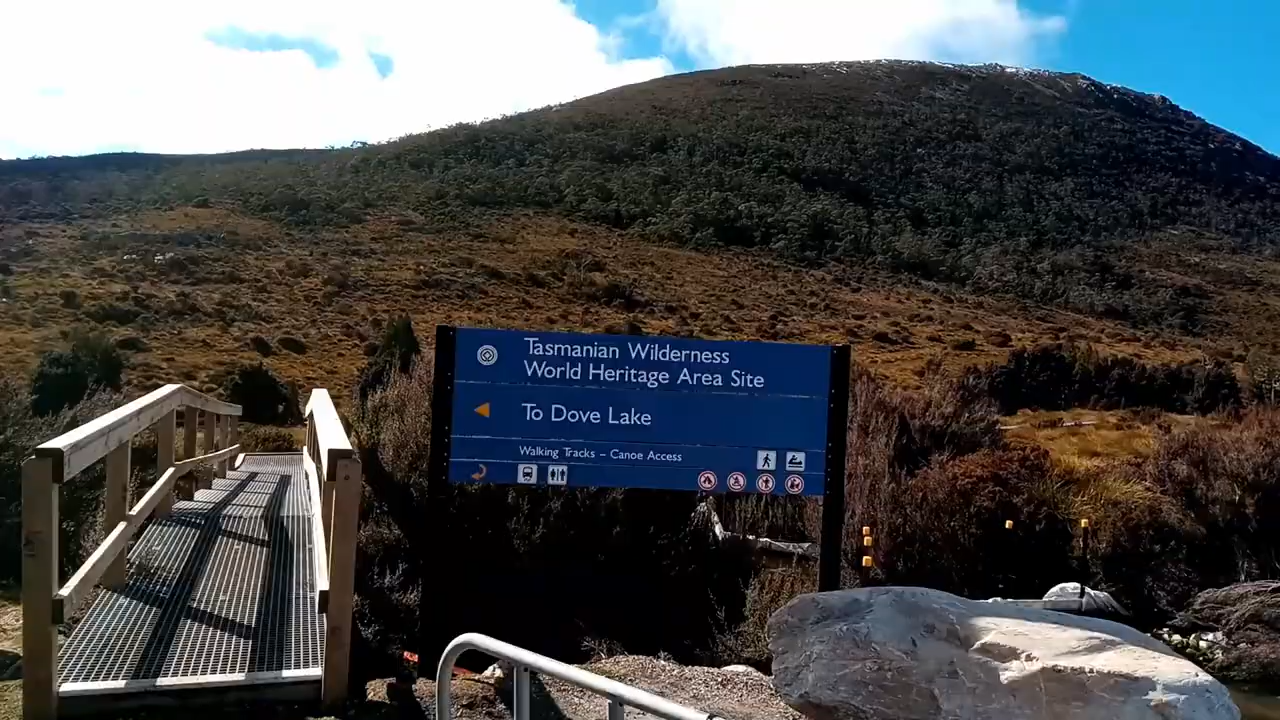 Tasmanian Wilderness
World Heritage Area Site
To Dove Lake
Walking Tracks – Canoe Access